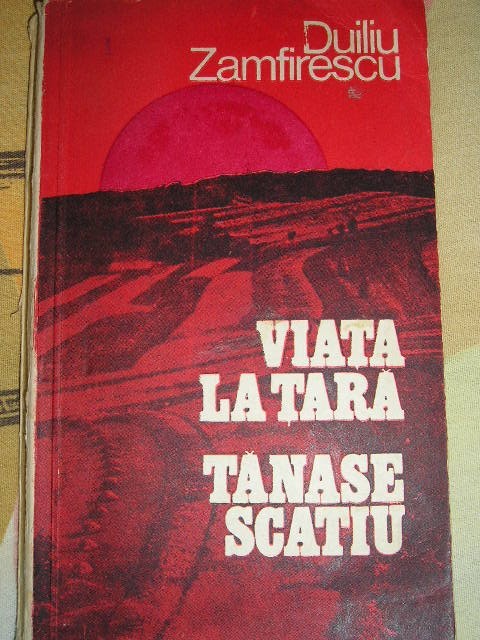 Duiliu
Zamfirescu
VIAȚA
LA ȚARĂ
TĂNASE
SCATIU